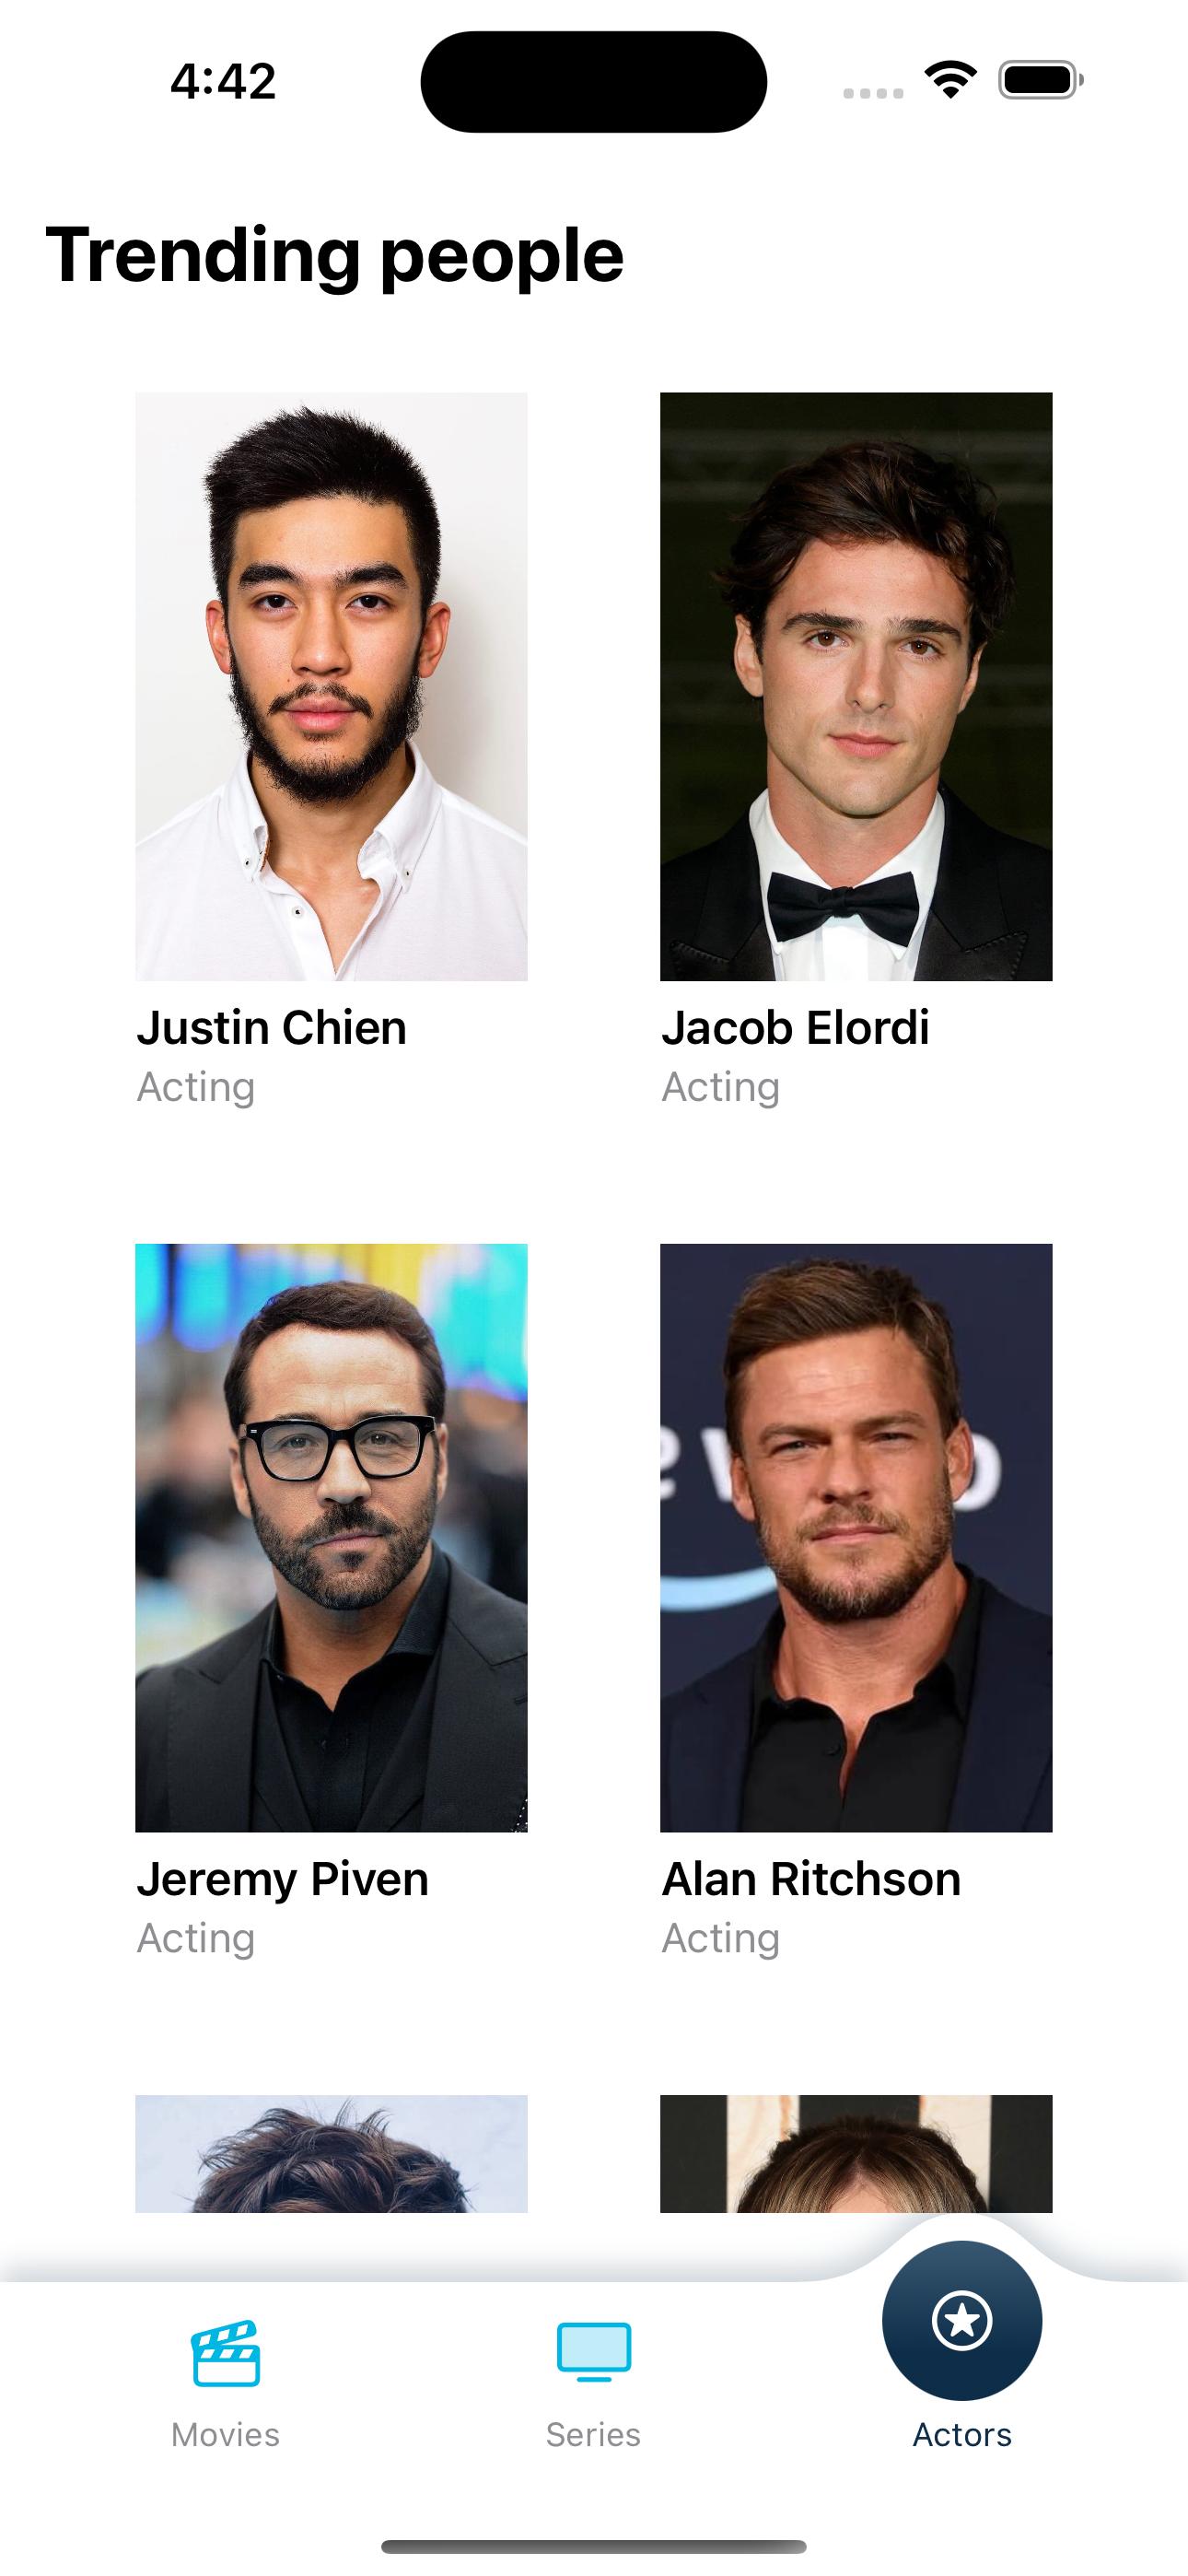 4:42
Trending people
Justin Chien
Acting
Jacob Elordi
Acting
Jeremy Piven
Acting
Alan Ritchson
Acting
Movies
Series
Actors